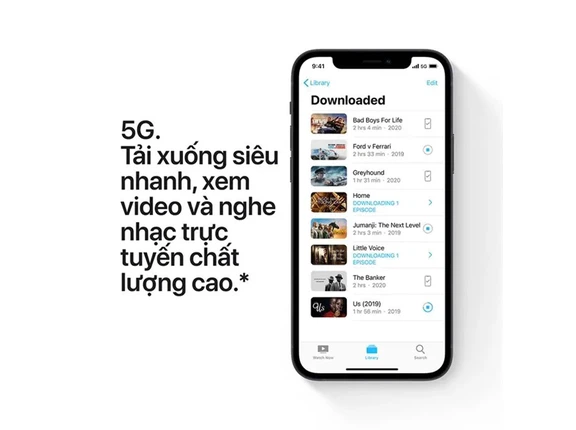 5G.
Tải xuống siêu
nhanh, xem
video và nghe
nhạc trực
tuyến chất
lượng cao.*
9:41
5G
Library
Edit
Downloaded
Bad Boys For Life
2 hrs 4 min · 2020
Ford v Ferrari
2 hrs 33 min · 2019
Greyhound
1 hr 31 min · 2020
Home
DOWNLOADING 1
EPISODE
Jumanji: The Next Level
2 hrs 3 min · 2019
Little Voice
DOWNLOADING 1
EPISODE
The Banker
2 hrs · 2020
Us (2019)
1 hr 56 min · 2019
Watch Now
Library
Search